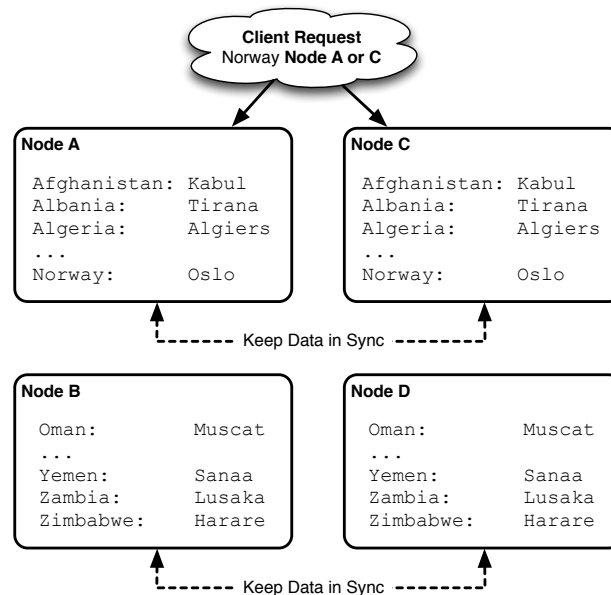 Client Request
Norway Node A or C
Node A
Afghanistan: Kabul
Albania: Tirana
Algeria: Algiers
...
Norway: Oslo
Node C
Afghanistan: Kabul
Albania: Tirana
Algeria: Algiers
...
Norway: Oslo
Keep Data in Sync
Node B
Oman: Muscat
...
Yemen: Sanaa
Zambia: Lusaka
Zimbabwe: Harare
Node D
Oman: Muscat
...
Yemen: Sanaa
Zambia: Lusaka
Zimbabwe: Harare
Keep Data in Sync